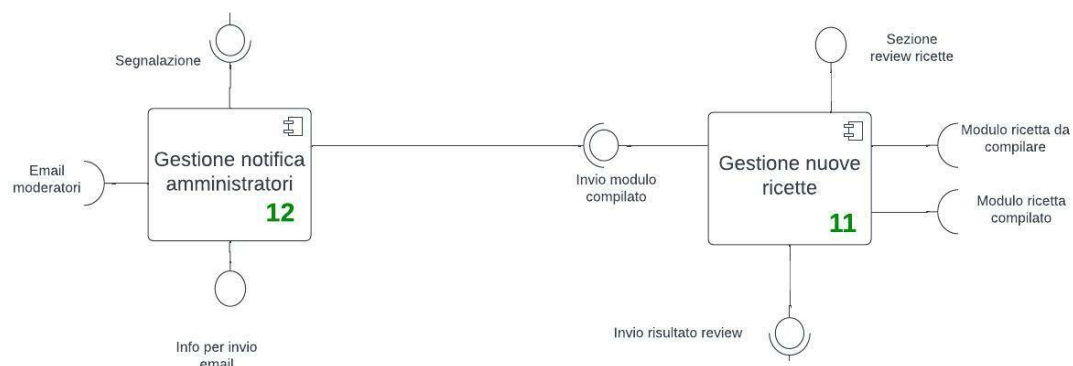 Segnalazione
Sezione
review ricette
Email
moderatori
Gestione notifica
amministratori
12
Invio modulo
compilato
Gestione nuove
ricette
11
Modulo ricetta da
compilare
Modulo ricetta
compilato
Info per invio
email
Invio risultato review